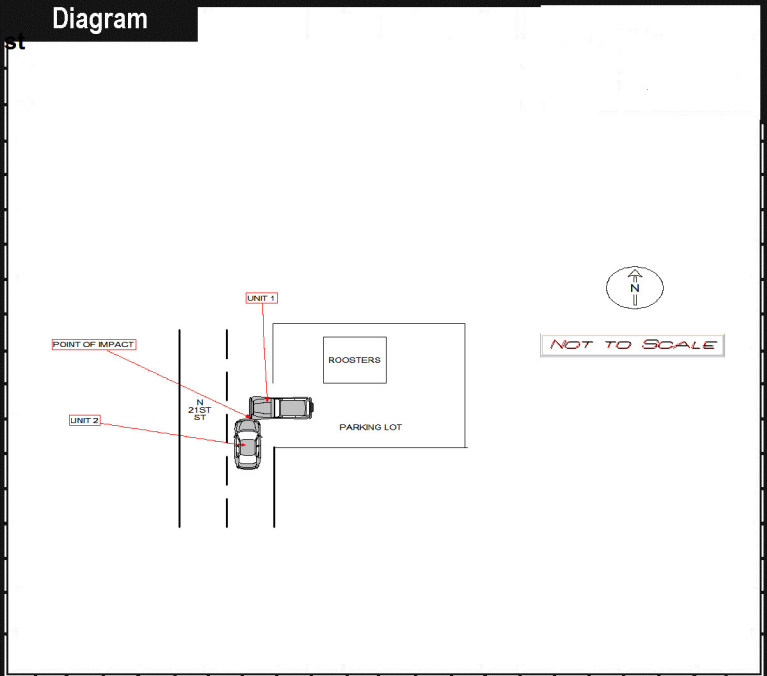 Diagram
st
N
UNIT 1
NOT TO SCALE
POINT OF IMPACT
ROOSTERS
N
21ST
ST
UNIT 2
PARKING LOT